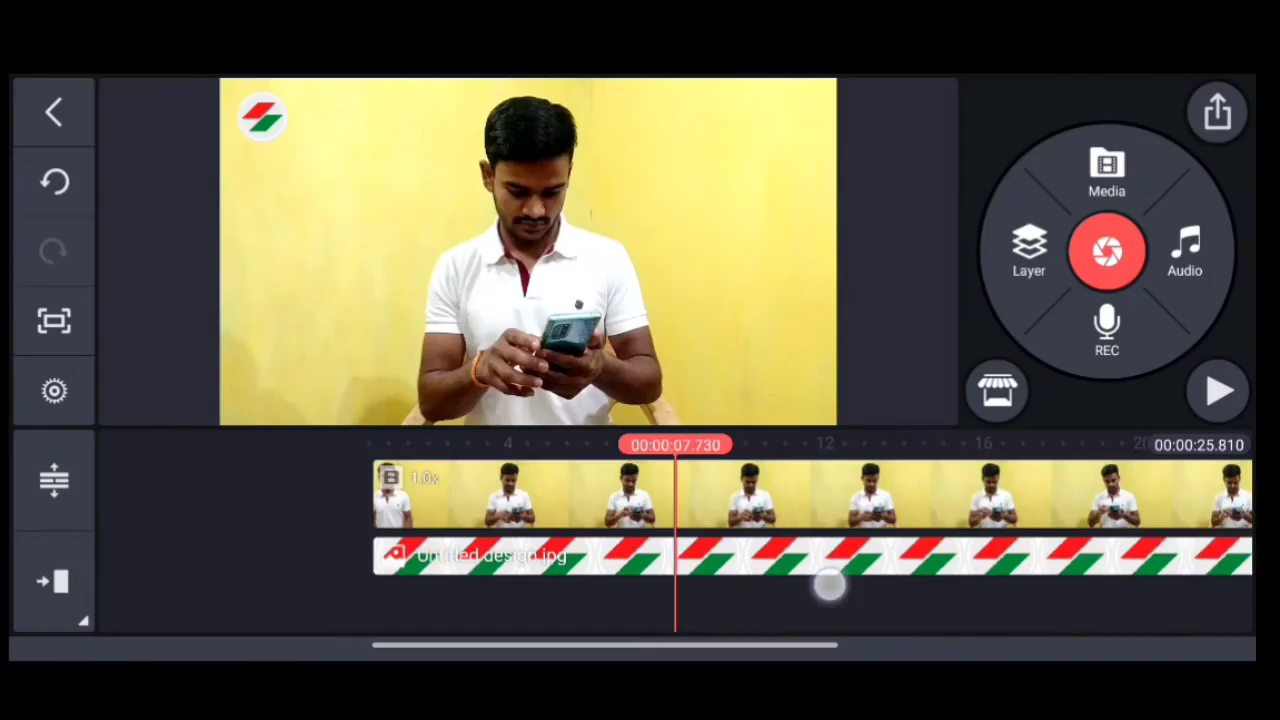 Media
Layer
Audio
REC
4
00:00:07.730
12
16
20
00:00:25.810
1.0x
Untitled design.jpg